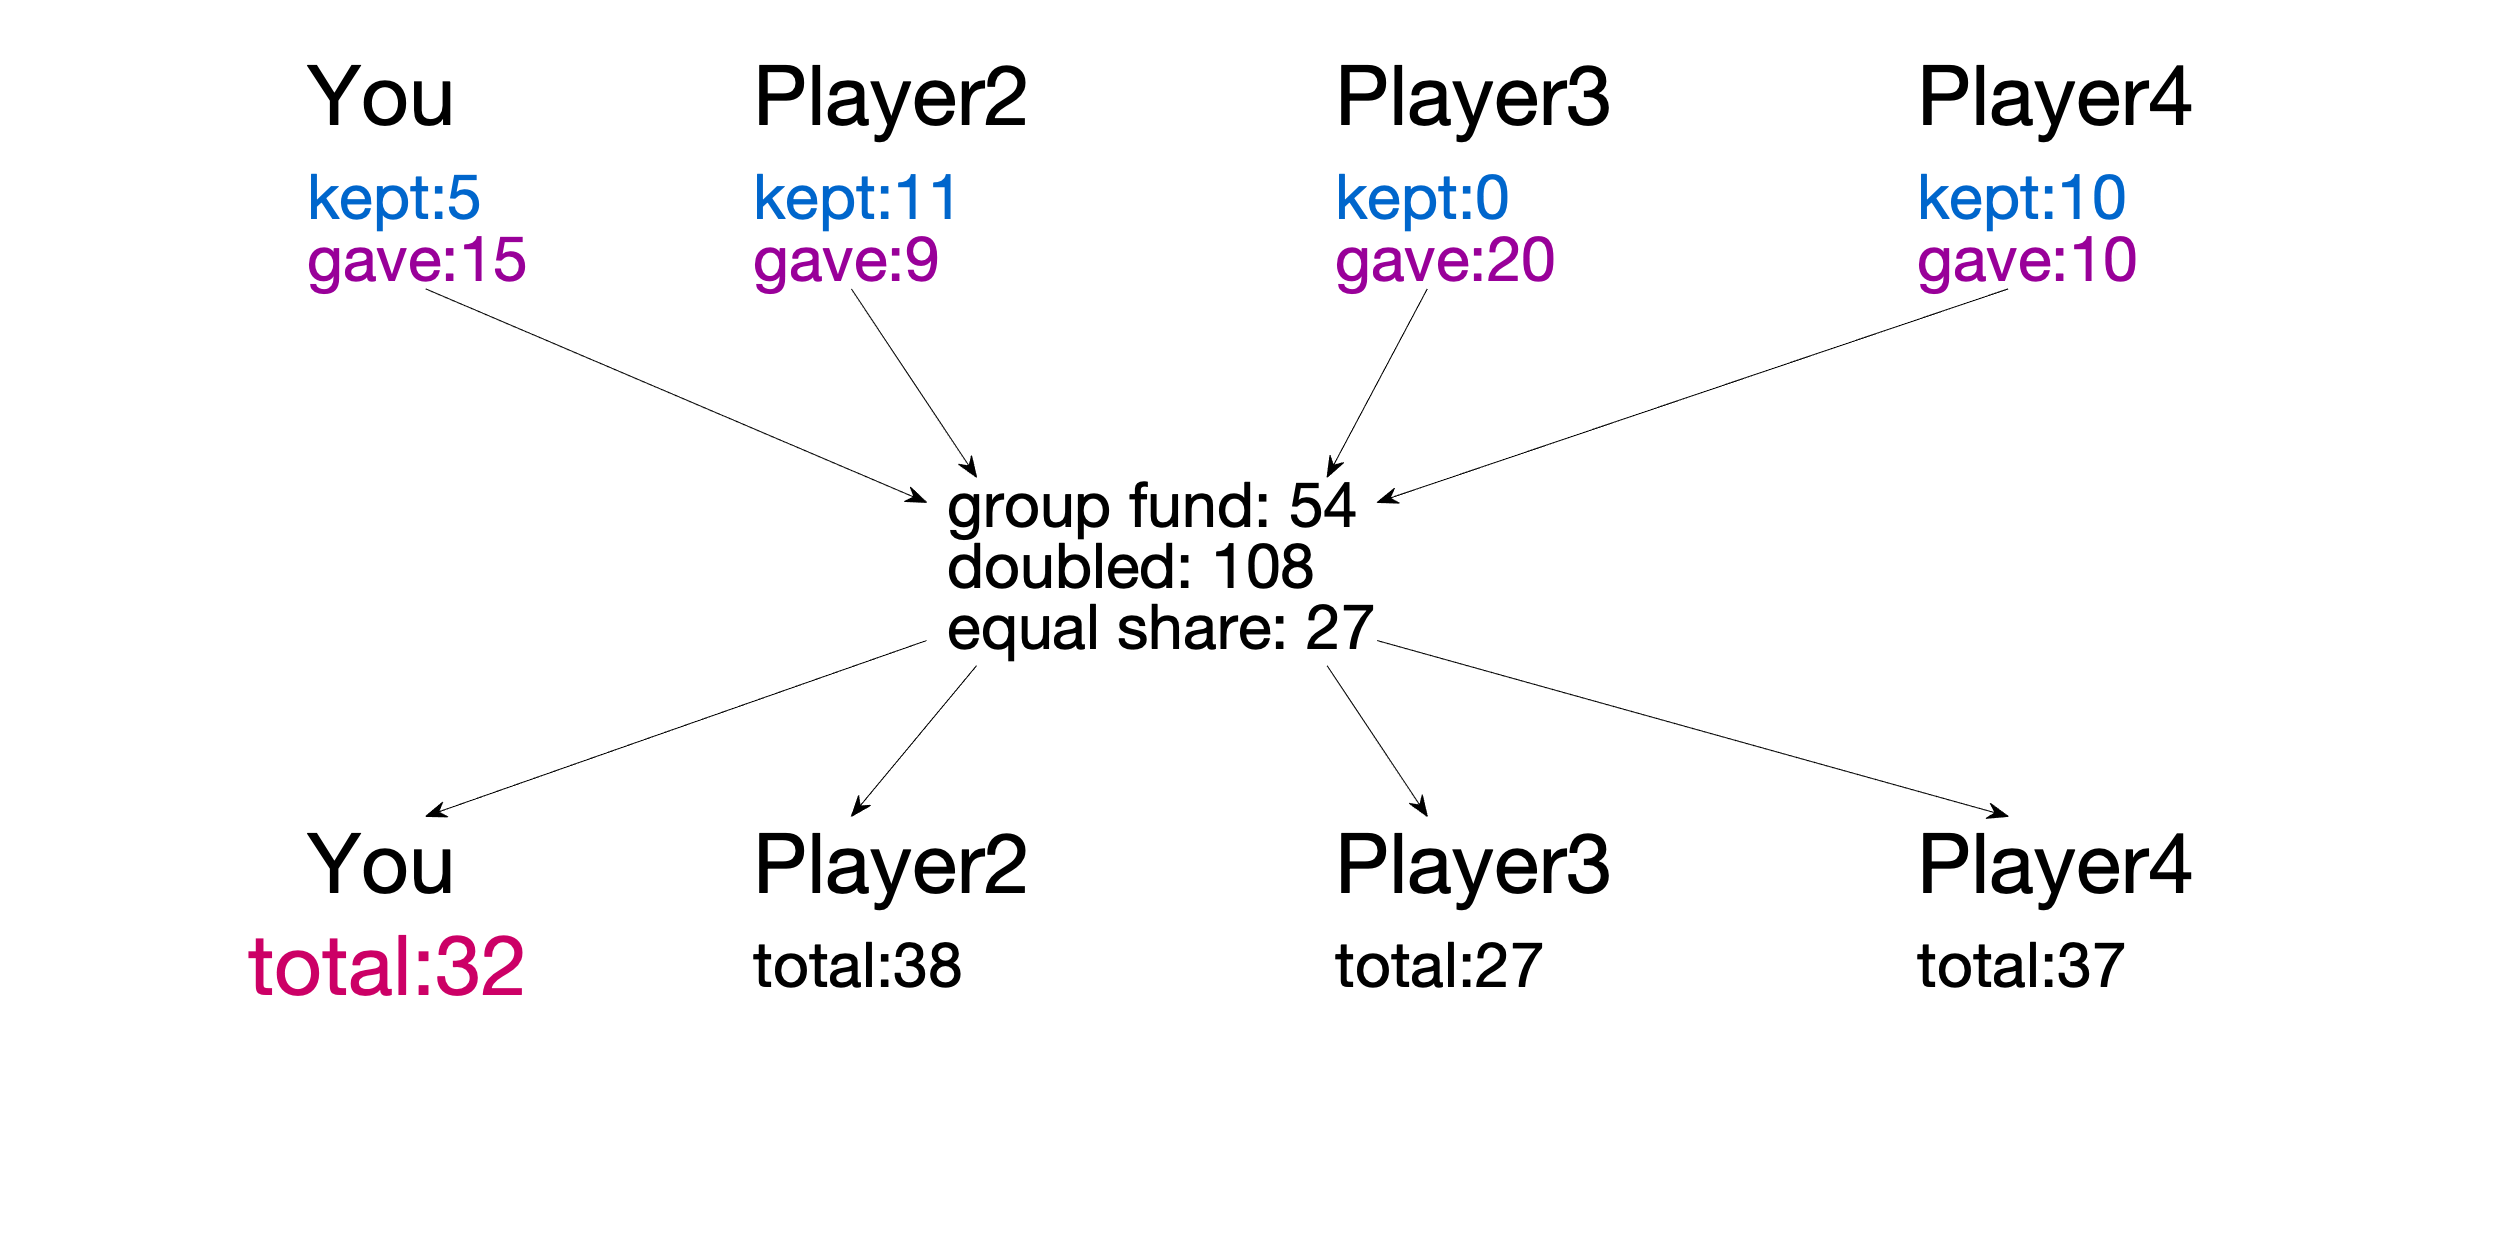 You Player2 Player3 Player4
kept:5 kept:11 kept:0 kept:10
gave:15 gave:9 gave:20 gave:10
group fund: 54
doubled: 108
equal share: 27
You Player2 Player3 Player4
total:32 total:38 total:27 total:37